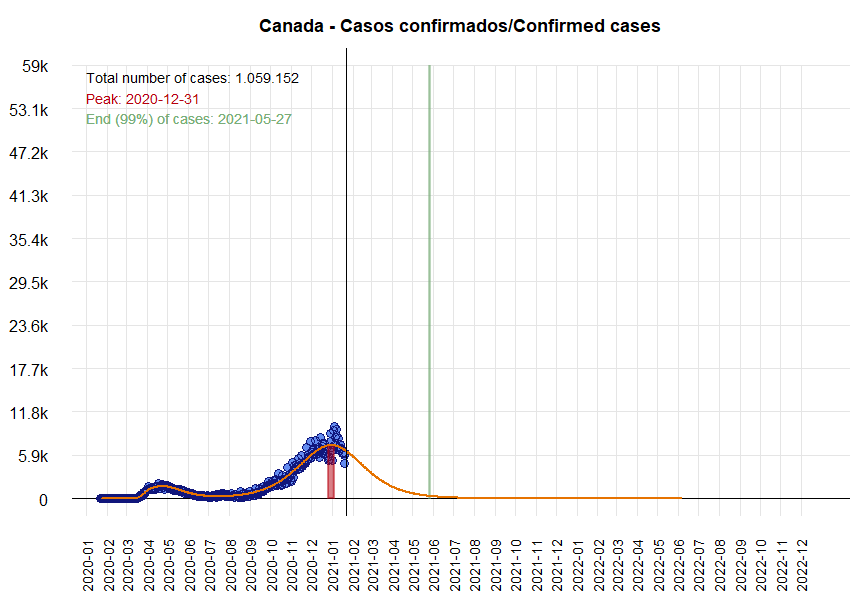 Canada - Casos confirmados/Confirmed cases
59k
Total number of cases: 1.059.152
Peak: 2020-12-31
End (99%) of cases: 2021-05-27
53.1k
47.2k
41.3k
35.4k
29.5k
23.6k
17.7k
11.8k
5.9k
0
2020-01
2020-02
2020-03
2020-04
2020-05
2020-06
2020-07
2020-08
2020-09
2020-10
2020-11
2020-12
2021-01
2021-02
2021-03
2021-04
2021-05
2021-06
2021-07
2021-08
2021-09
2021-10
2021-11
2021-12
2022-01
2022-02
2022-03
2022-04
2022-05
2022-06
2022-07
2022-08
2022-09
2022-10
2022-11
2022-12